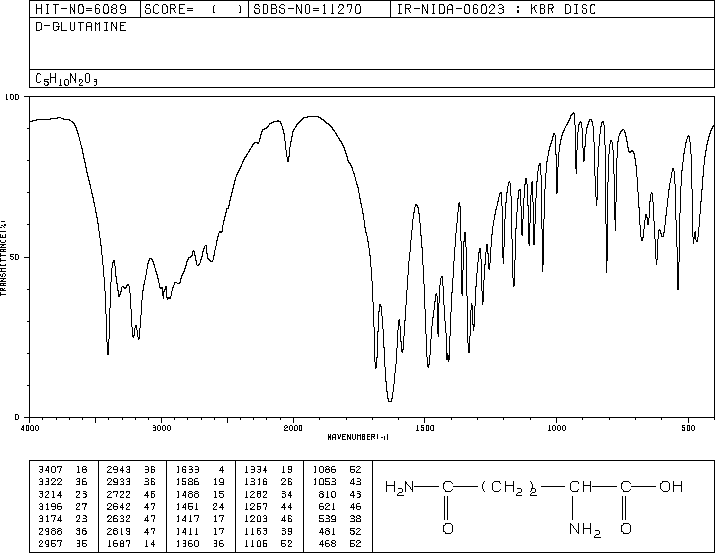 HIT-NO=6089 SCORE= ( ) SDBS-NO=11270 IR-NIDA-06023 : KBR DISC
D-GLUTAMINE
C5H10N2O3
100
50
0
TRANSMITTANCE(%)
4000 3000 2000 1500 1000 500
WAVENUMBER(-1)
3407 18 2943 36 1639 4 1334 19 1086 52
3322 36 2933 36 1586 19 1316 26 1053 43
3214 23 2722 46 1488 15 1282 34 810 43
3196 27 2642 47 1451 24 1257 44 621 46
3174 23 2632 47 1417 17 1203 46 539 38
2988 36 2619 47 1411 17 1163 39 481 52
2957 35 1687 14 1360 36 1106 52 468 52
H2N C (CH2)2 CH C OH
O NH2 O